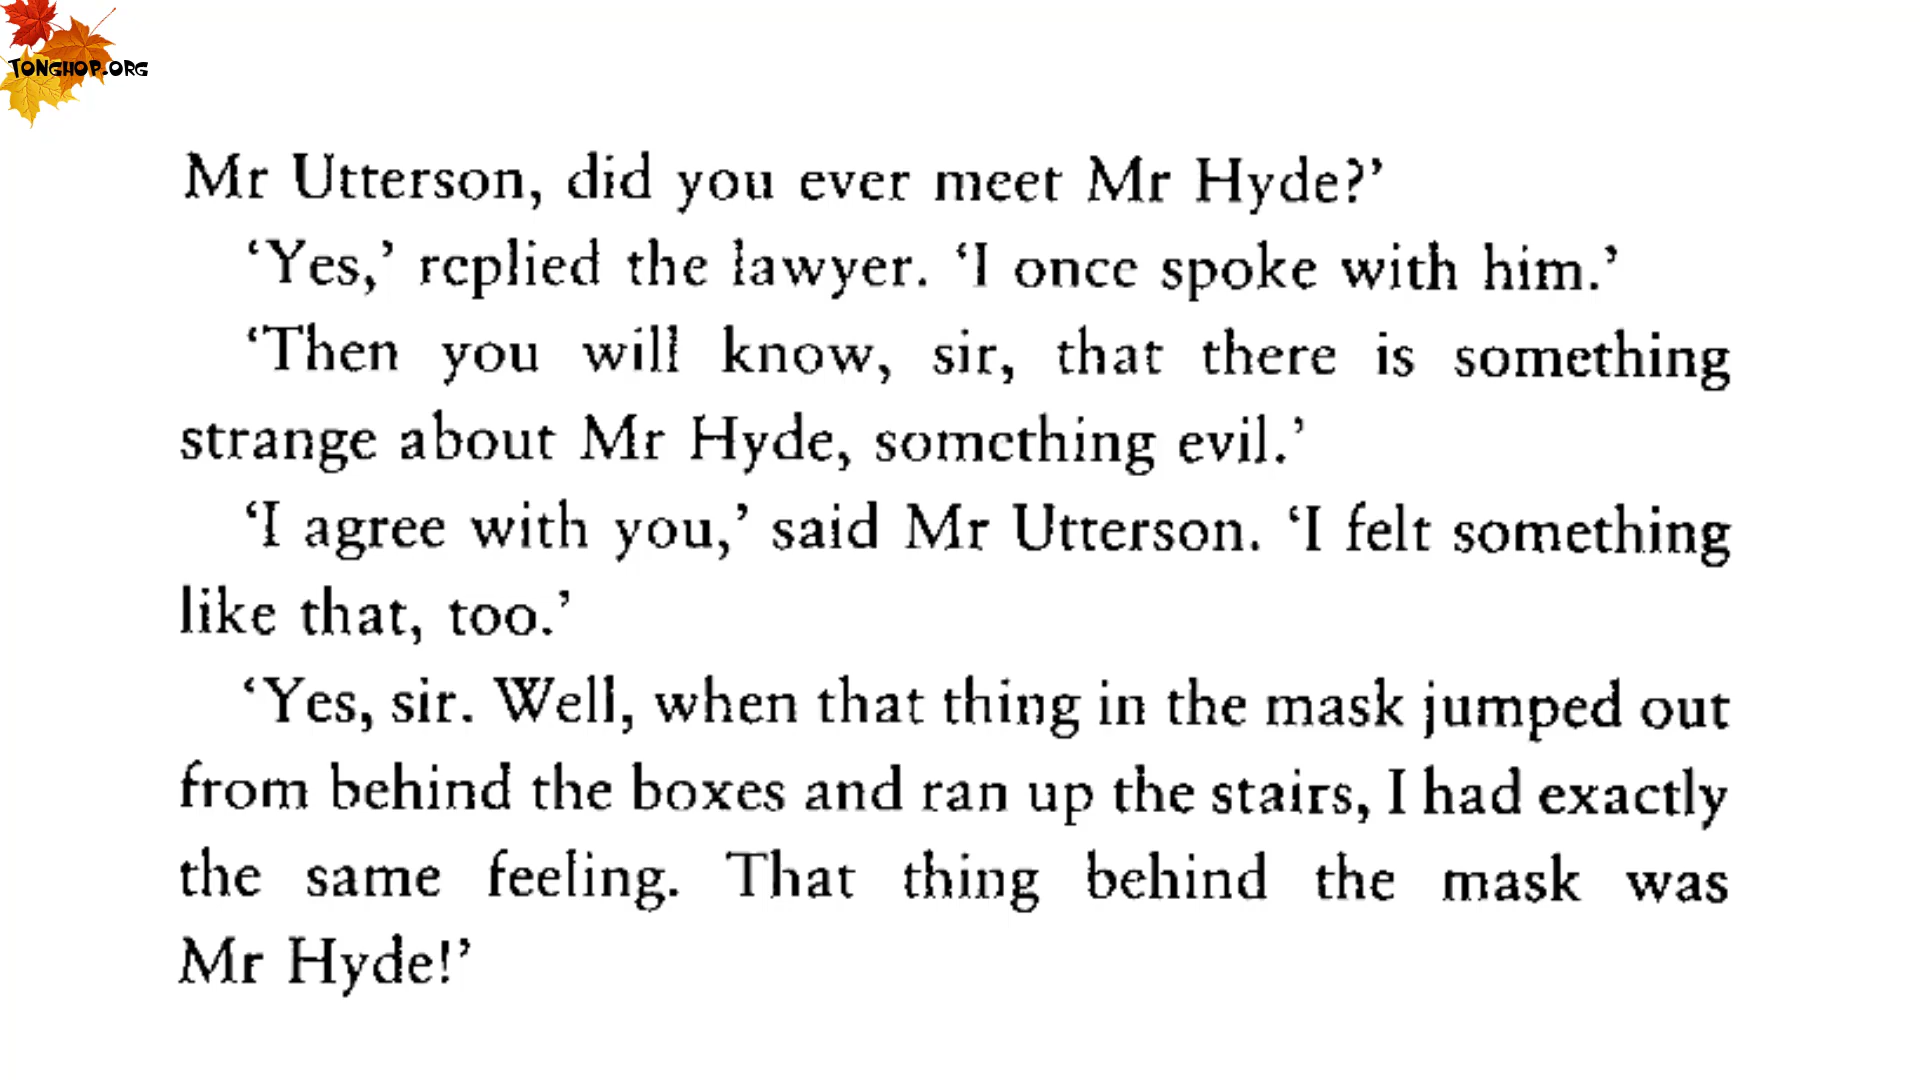 TONGHOP.ORG
Mr Utterson, did you ever meet Mr Hyde?’
‘Yes,’ replied the lawyer. ‘I once spoke with him.’
‘Then you will know, sir, that there is something
strange about Mr Hyde, something evil.’
‘I agree with you,’ said Mr Utterson. ‘I felt something
like that, too.’
‘Yes, sir. Well, when that thing in the mask jumped out
from behind the boxes and ran up the stairs, I had exactly
the same feeling. That thing behind the mask was
Mr Hyde!’